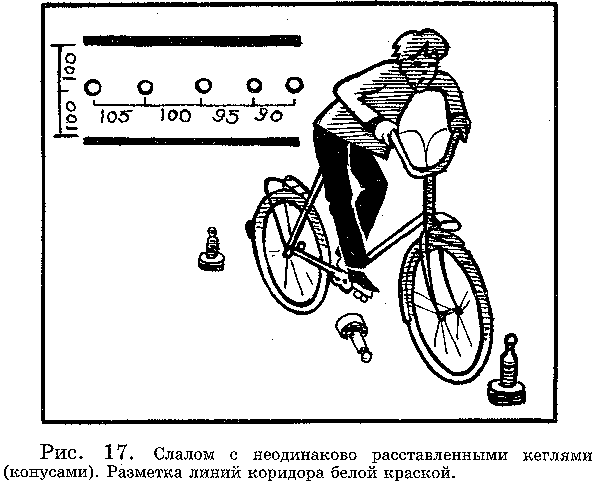 100
100
105 100 95 90
Рис. 17. Слалом с неодинаково расставленными кеглями
(конусами). Разметка линий коридора белой краской.